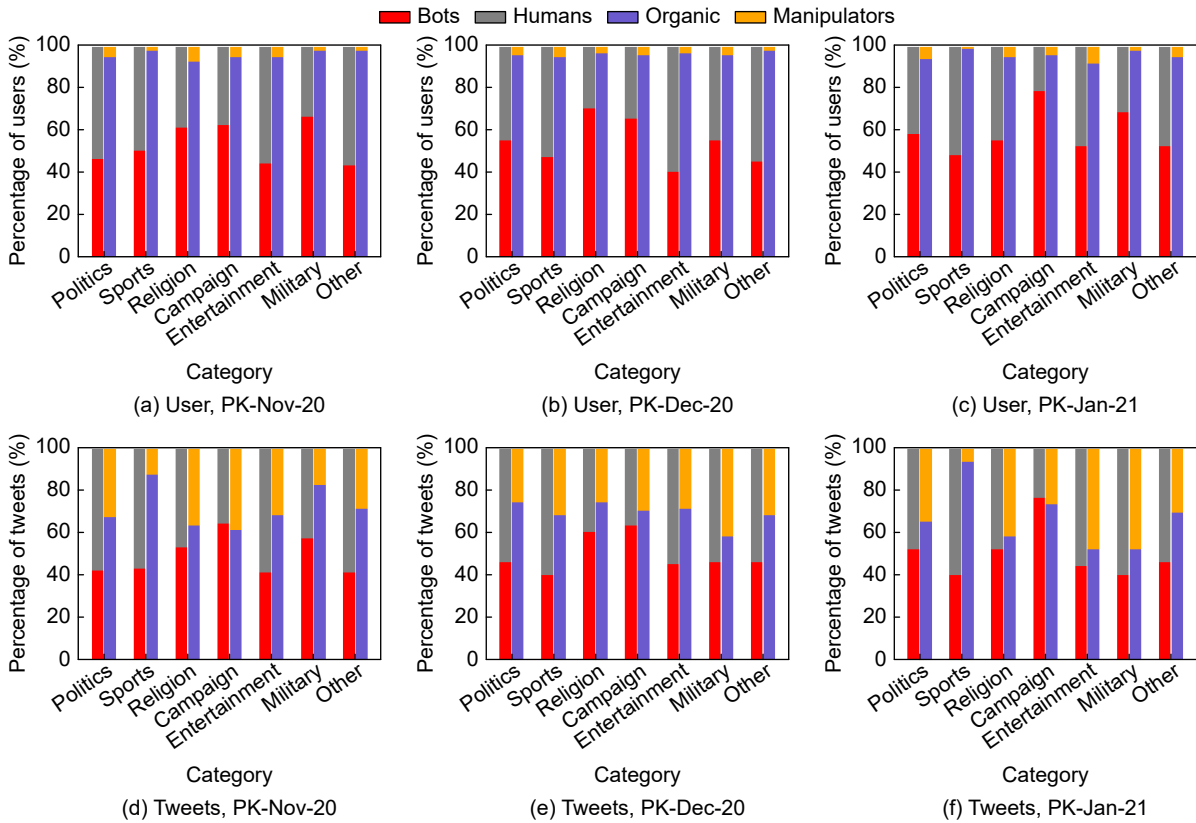 Bots Humans Organic Manipulators
Percentage of users (%)
100
80
60
40
20
0
Politics
Sports
Religion
Campaign
Entertainment
Military
Other
Category
(a) User, PK-Nov-20
Percentage of users (%)
100
80
60
40
20
0
Politics
Sports
Religion
Campaign
Entertainment
Military
Other
Category
(b) User, PK-Dec-20
Percentage of users (%)
100
80
60
40
20
0
Politics
Sports
Religion
Campaign
Entertainment
Military
Other
Category
(c) User, PK-Jan-21
Percentage of tweets (%)
100
80
60
40
20
0
Politics
Sports
Religion
Campaign
Entertainment
Military
Other
Category
(d) Tweets, PK-Nov-20
Percentage of tweets (%)
100
80
60
40
20
0
Politics
Sports
Religion
Campaign
Entertainment
Military
Other
Category
(e) Tweets, PK-Dec-20
Percentage of tweets (%)
100
80
60
40
20
0
Politics
Sports
Religion
Campaign
Entertainment
Military
Other
Category
(f) Tweets, PK-Jan-21